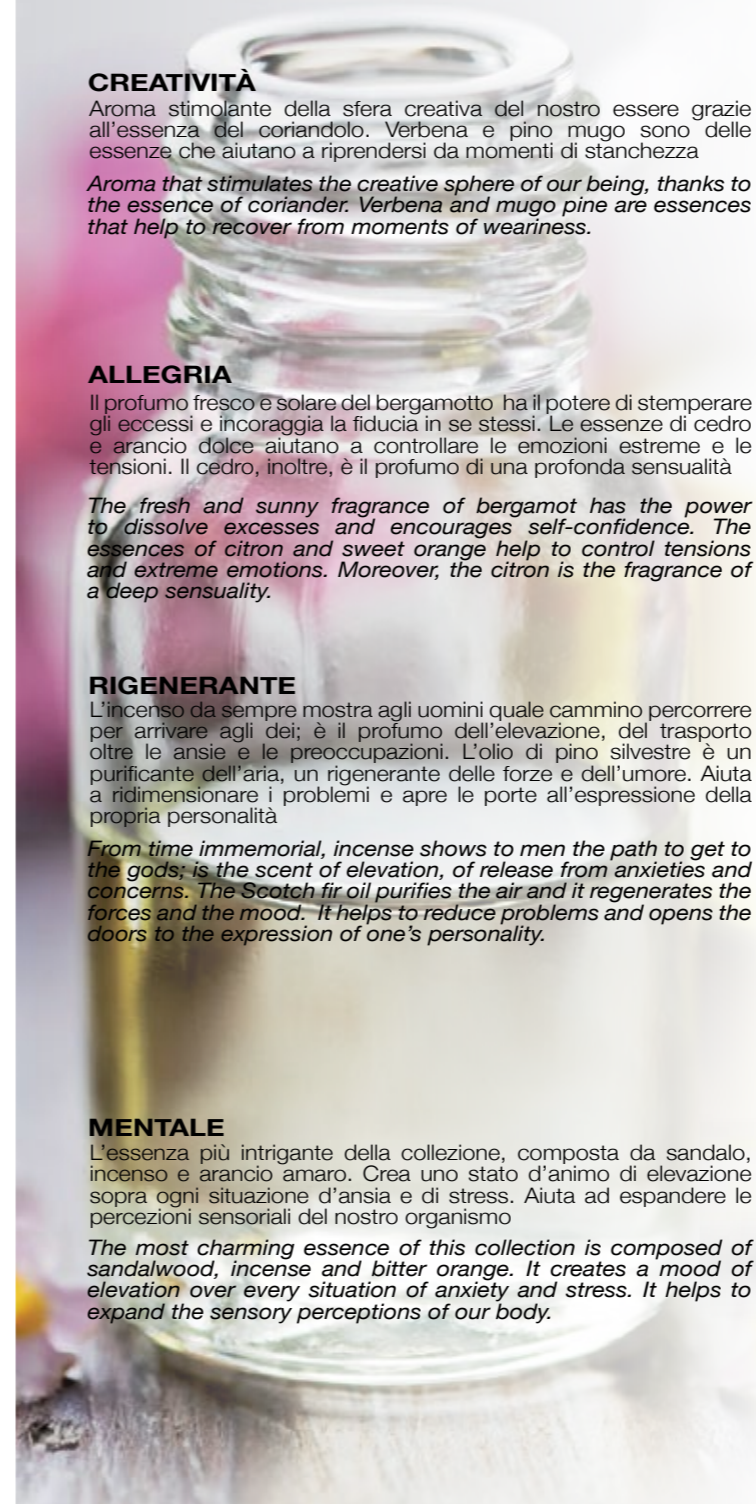 CREATIVITÀ
Aroma stimolante della sfera creativa del nostro essere grazie
all'essenza del coriandolo. Verbena e pino mugo sono delle
essenze che aiutano a riprendersi da momenti di stanchezza
Aroma that stimulates the creative sphere of our being, thanks to
the essence of coriander. Verbena and mugo pine are essences
that help to recover from moments of weariness.
ALLEGRIA
Il profumo fresco e solare del bergamotto ha il potere di stemperare
gli eccessi e incoraggia la fiducia in se stessi. Le essenze di cedro
e arancio dolce aiutano a controllare le emozioni estreme e le
tensioni. Il cedro, inoltre, è il profumo di una profonda sensualità
The fresh and sunny fragrance of bergamot has the power
to dissolve excesses and encourages self-confidence. The
essences of citron and sweet orange help to control tensions
and extreme emotions. Moreover, the citron is the fragrance of
a deep sensuality.
RIGENERANTE
L'incenso da sempre mostra agli uomini quale cammino percorrere
per arrivare agli dei; è il profumo dell'elevazione, del trasporto
oltre le ansie e le preoccupazioni. L'olio di pino silvestre è un
purificante dell'aria, un rigenerante delle forze e dell'umore. Aiuta
a ridimensionare i problemi e apre le porte all'espressione della
propria personalità
From time immemorial, incense shows to men the path to get to
the gods; is the scent of elevation, of release from anxieties and
concerns. The Scotch fir oil purifies the air and it regenerates the
forces and the mood. It helps to reduce problems and opens the
doors to the expression of one's personality.
MENTALE
L'essenza più intrigante della collezione, composta da sandalo,
incenso e arancio amaro. Crea uno stato d'animo di elevazione
sopra ogni situazione d'ansia e di stress. Aiuta ad espandere le
percezioni sensoriali del nostro organismo
The most charming essence of this collection is composed of
sandalwood, incense and bitter orange. It creates a mood of
elevation over every situation of anxiety and stress. It helps to
expand the sensory perceptions of our body.